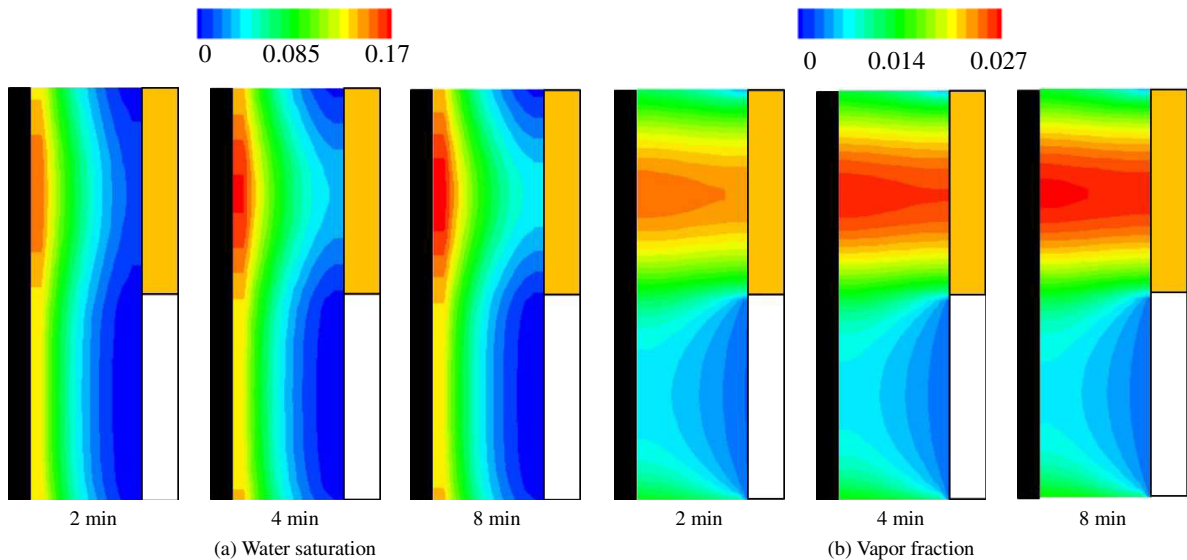 0 0.085 0.17
0 0.014 0.027
2 min 4 min 8 min 2 min 4 min 8 min
(a) Water saturation
(b) Vapor fraction